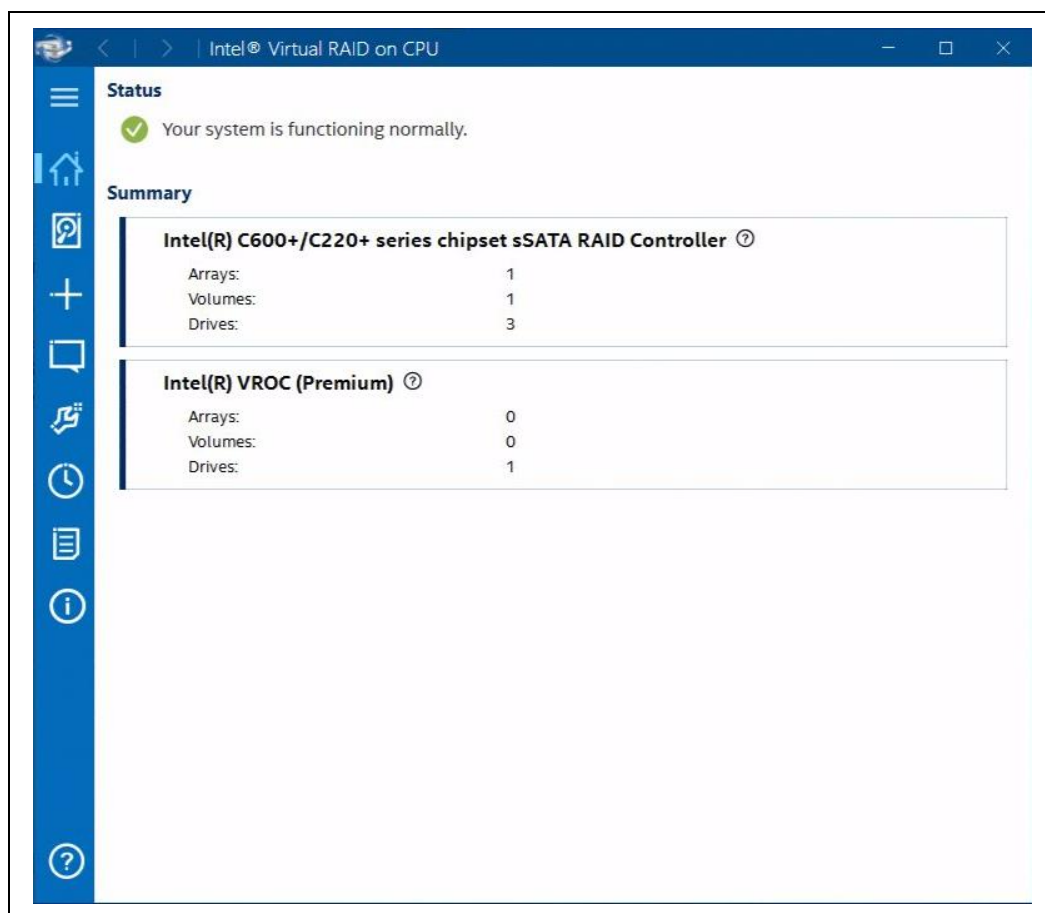 Intel® Virtual RAID on CPU
Status
Your system is functioning normally.
Summary
Intel(R) C600+/C220+ series chipset sSATA RAID Controller
Arrays: 1
Volumes: 1
Drives: 3
Intel(R) VROC (Premium)
Arrays: 0
Volumes: 0
Drives: 1